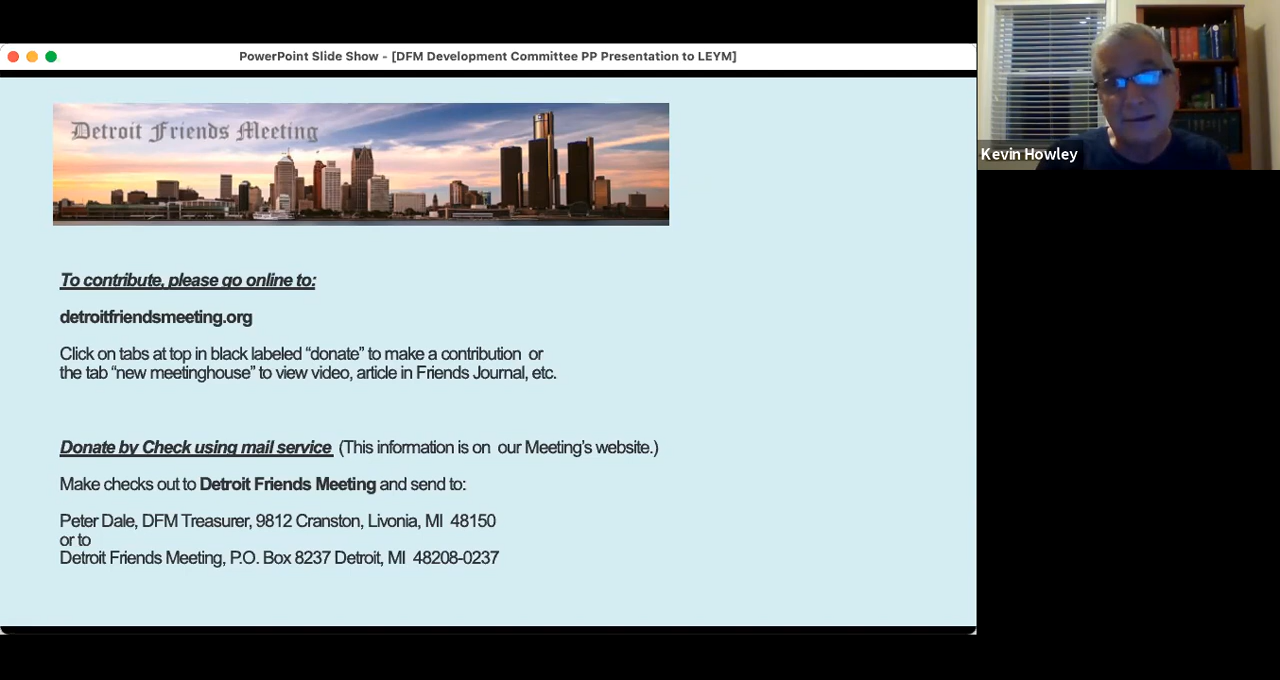 PowerPoint Slide Show - [DFM Development Committee PP Presentation to LEYM]
Detroit Friends Meeting
To contribute, please go online to:
detroitfriendsmeeting.org
Click on tabs at top in black labeled “donate” to make a contribution or
the tab “new meetinghouse” to view video, article in Friends Journal, etc.
Donate by Check using mail service (This information is on our Meeting's website.)
Make checks out to Detroit Friends Meeting and send to:
Peter Dale, DFM Treasurer, 9812 Cranston, Livonia, MI 48150
or to
Detroit Friends Meeting, P.O. Box 8237 Detroit, MI 48208-0237
Kevin Howley